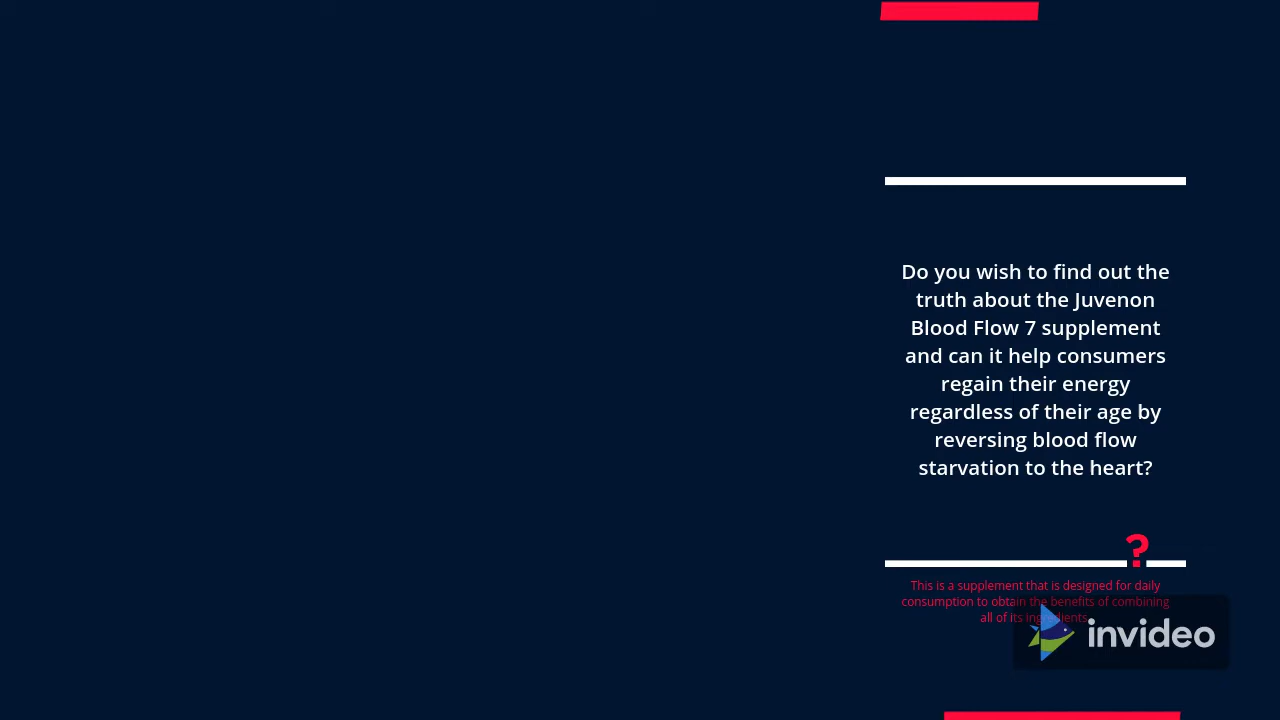 Do you wish to find out the
truth about the Juvenon
Blood Flow 7 supplement
and can it help consumers
regain their energy
regardless of their age by
reversing blood flow
starvation to the heart?
?
This is a supplement that is designed for daily
consumption to obtain the benefits of combining
all of its ingredients
invideo